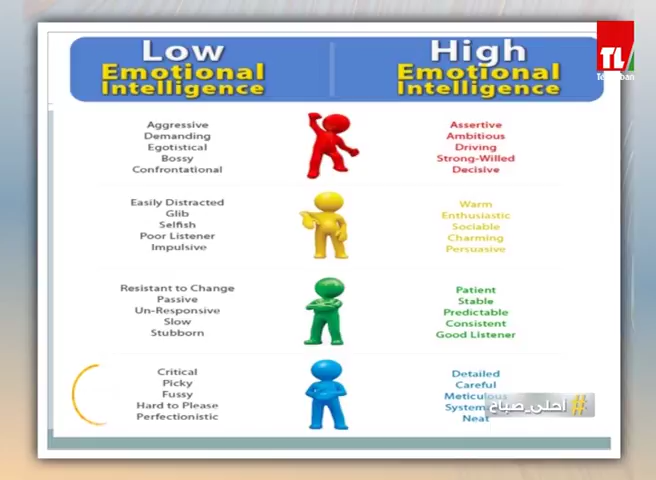 Low
Emotional
Intelligence
High
Emotional
Intelligence
TL
Aggressive
Demanding
Egotistical
Bossy
Confrontational
Assertive
Ambitious
Driving
Strong-Willed
Decisive
Easily Distracted
Glib
Selfish
Poor Listener
Impulsive
Warm
Enthusiastic
Sociable
Charming
Persuasive
Resistant to Change
Passive
Un-Responsive
Slow
Stubborn
Patient
Stable
Predictable
Consistent
Good Listener
Critical
Picky
Fussy
Hard to Please
Perfectionistic
Detailed
Careful
Meticulous
Neat
#أحلى_صباح